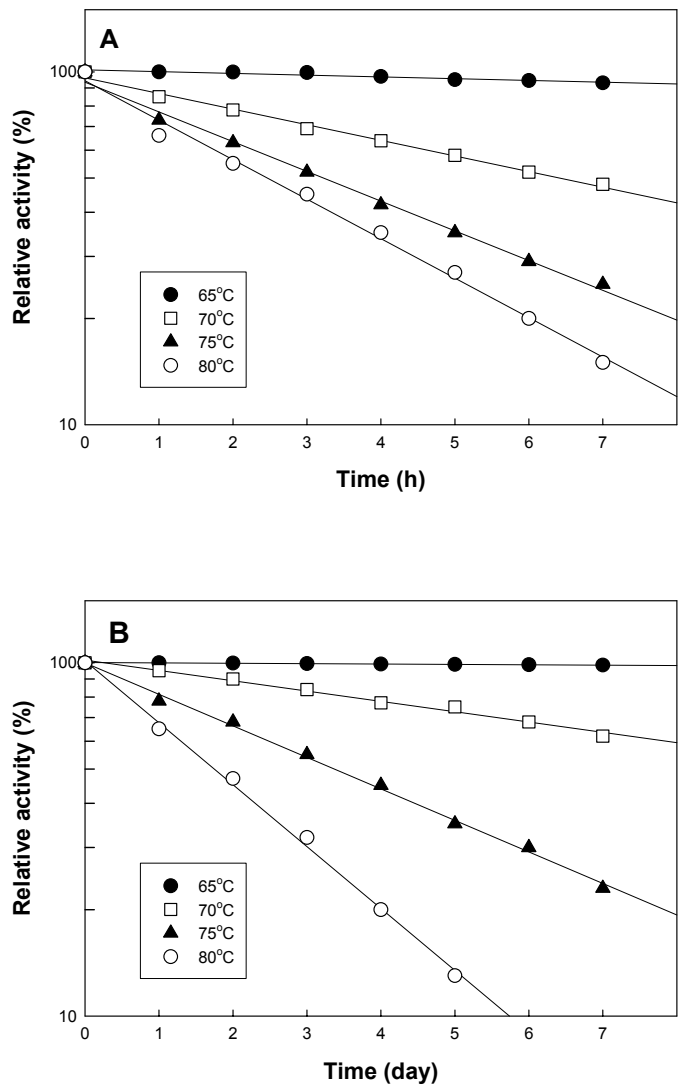 A
100
Relative activity (%)
65°C
70°C
75°C
80°C
10
0 1 2 3 4 5 6 7
Time (h)
B
100
Relative activity (%)
65°C
70°C
75°C
80°C
10
0 1 2 3 4 5 6 7
Time (day)